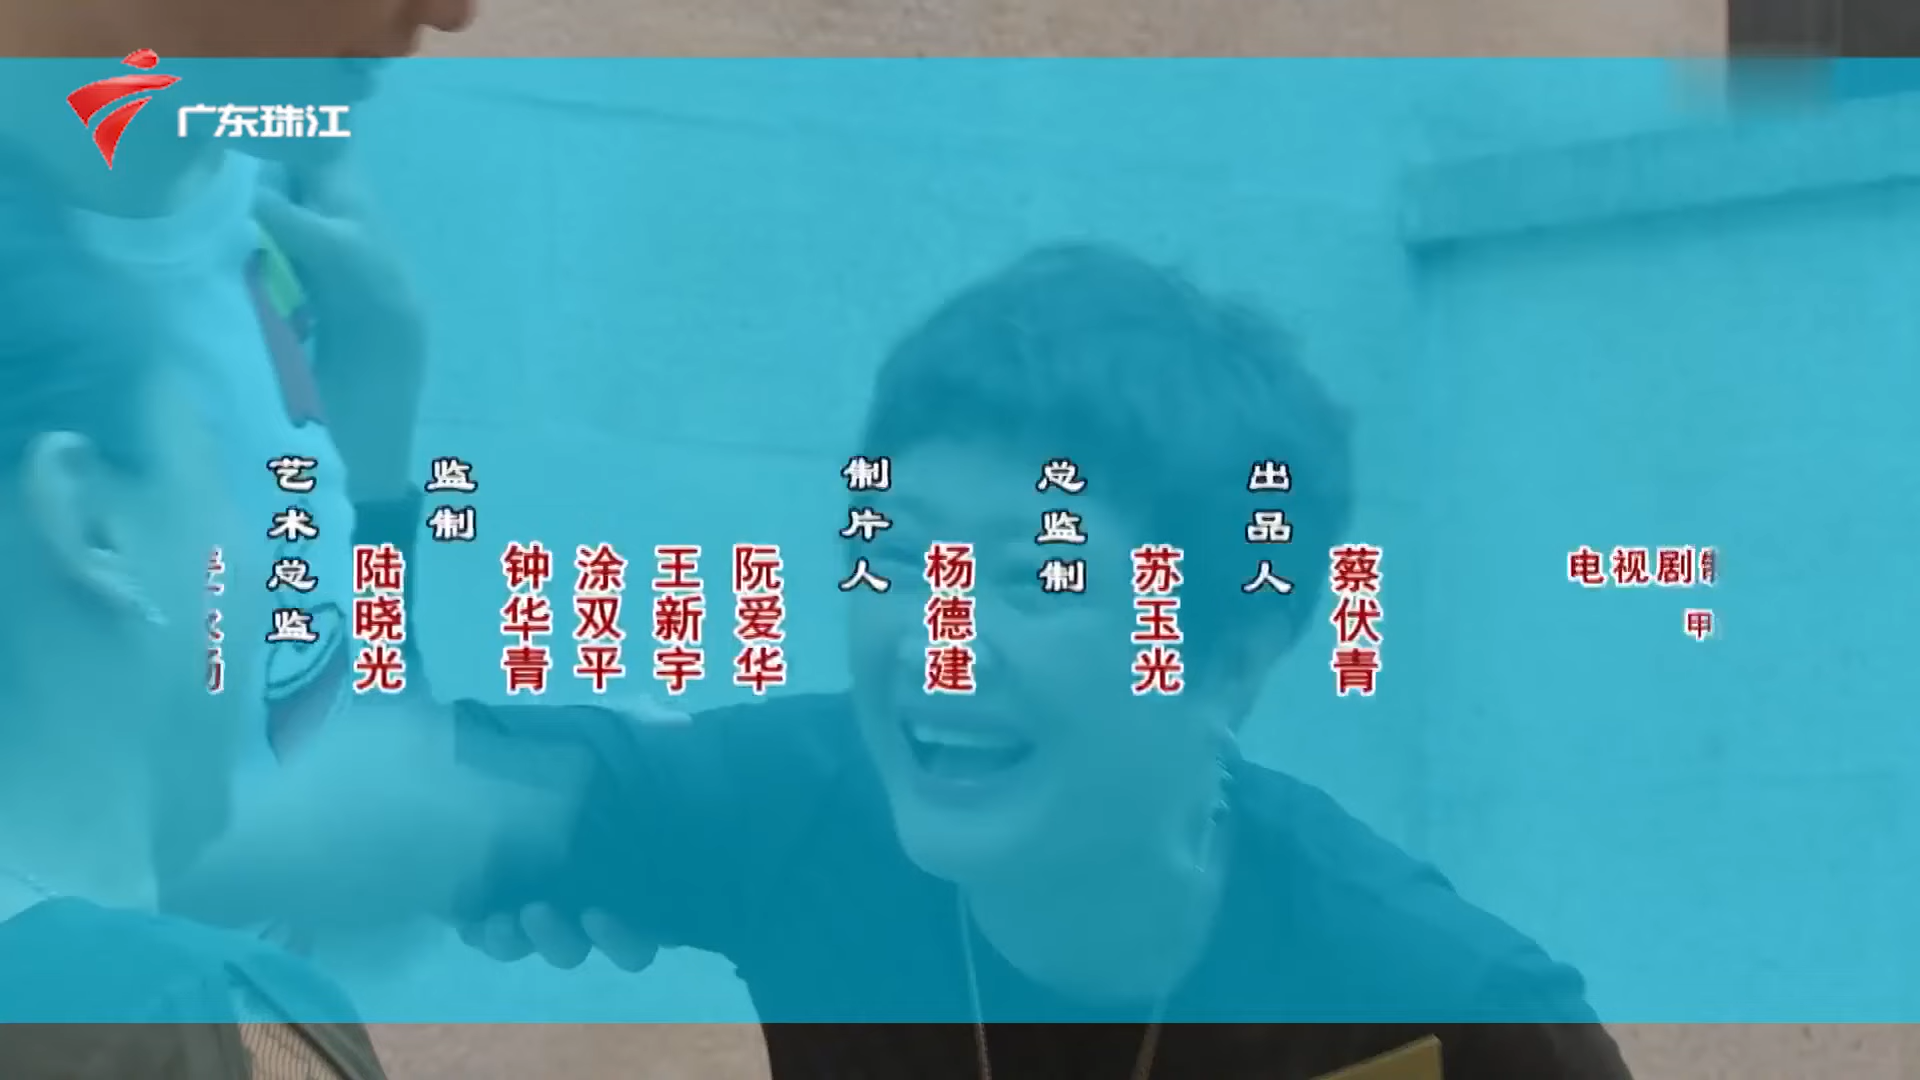 广东珠江
艺术总监
陆晓光
监制
钟华青
涂双平
王新宇
阮爱华
制片人
杨德建
总监制
苏玉光
出品人
蔡伏青
电视剧制
甲